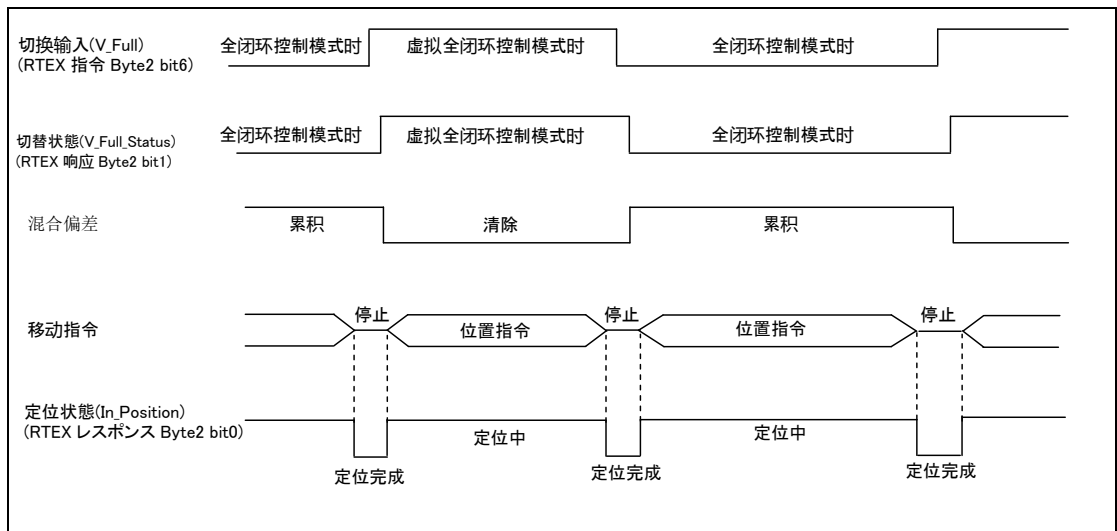 切换输入(V_Full)
(RTEX 指令 Byte2 bit6)
全闭环控制模式时
虚拟全闭环控制模式时
全闭环控制模式时
切替状態(V_Full_Status)
(RTEX 响应 Byte2 bit1)
全闭环控制模式时
虚拟全闭环控制模式时
全闭环控制模式时
混合偏差
累积
清除
累积
移动指令
停止
位置指令
停止
位置指令
停止
定位状態(In_Position)
(RTEX レスポンス Byte2 bit0)
定位中
定位中
定位完成
定位完成
定位完成